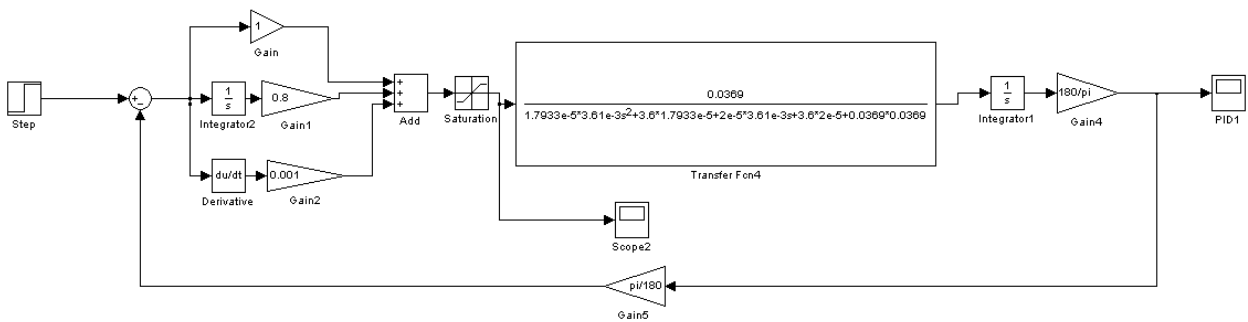 1
Gain
Step
1
s
Integrator2
0.8
Gain1
du/dt
Derivative
0.001
Gain2
+
-
+
+
+
Add
Saturation
0.0369
1.7933e-5*3.61e-3s2+3.6*1.7933e-5+2e-5*3.61e-3s+3.6*2e-5+0.0369*0.0369
Transfer Fcn4
Scope2
1
s
Integrator1
180/pi
Gain4
PID1
pi/180
Gain5